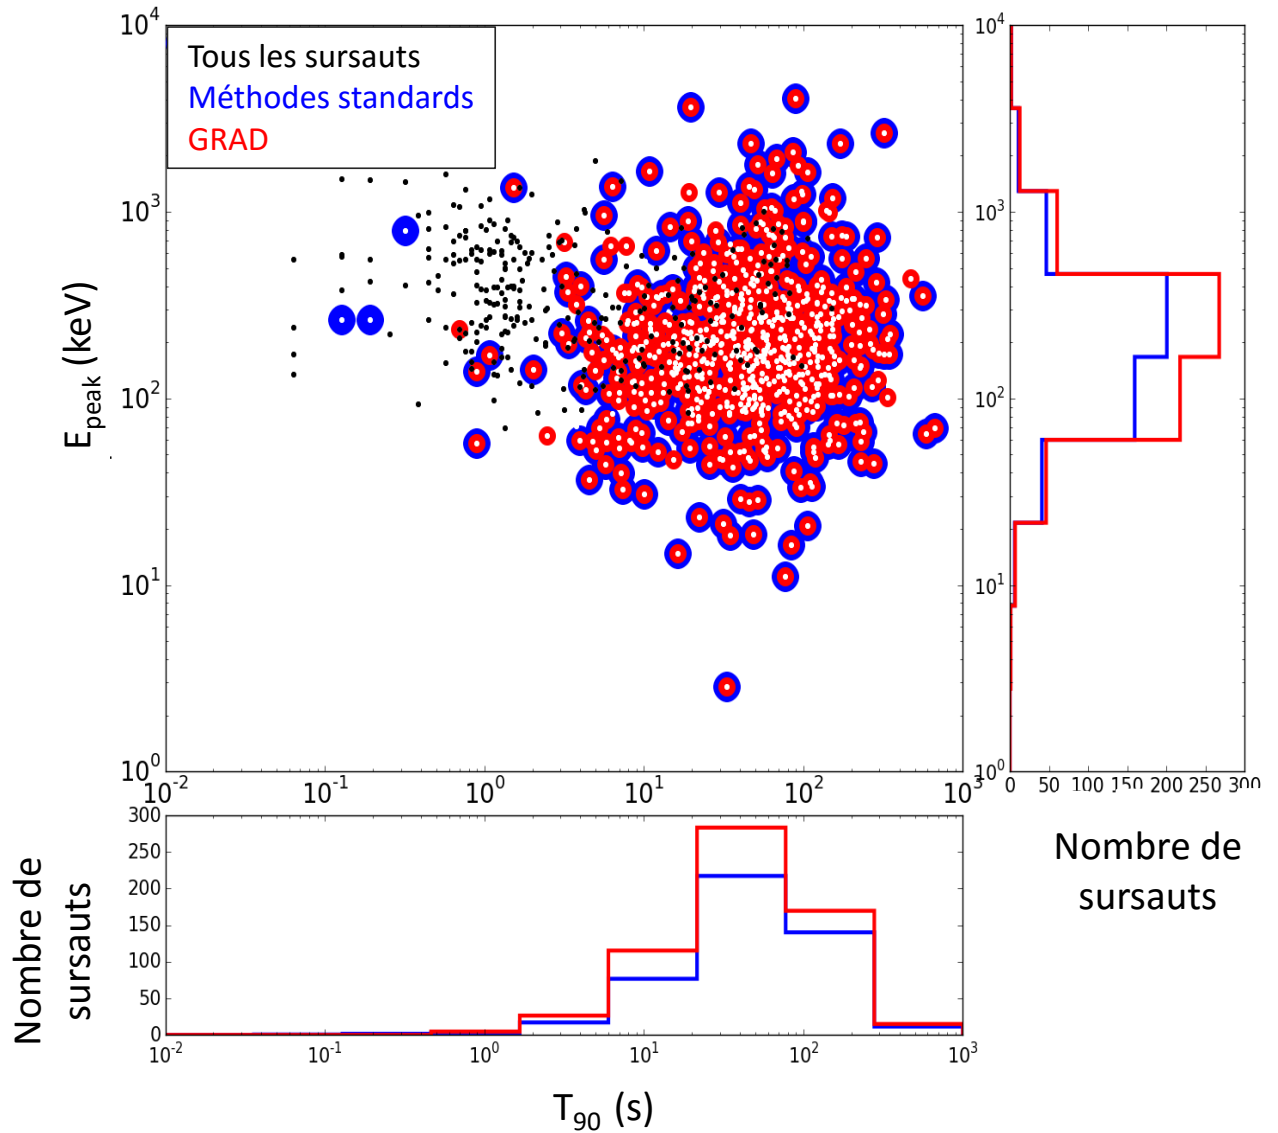 Tous les sursauts
Méthodes standards
GRAD
E_peak (keV)
10^4
10^3
10^2
10^1
10^0
10^-2 10^-1 10^0 10^1 10^2 10^3
10^4
10^3
10^2
10^1
10^0
0 50 100 150 200 250 300
Nombre de
sursauts
Nombre de
sursauts
300
250
200
150
100
50
0
10^-2 10^-1 10^0 10^1 10^2 10^3
T_90 (s)